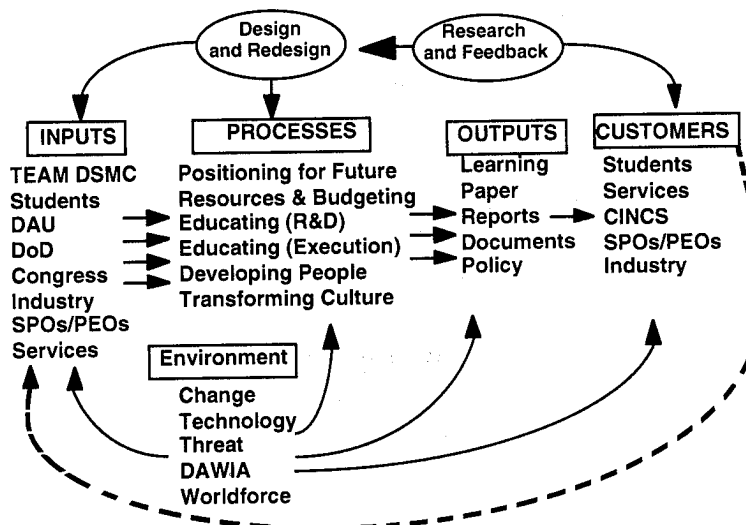 Design
and Redesign
Research
and Feedback
INPUTS
TEAM DSMC
Students
DAU
DoD
Congress
Industry
SPOs/PEOs
Services
PROCESSES
Positioning for Future
Resources & Budgeting
Educating (R&D)
Educating (Execution)
Developing People
Transforming Culture
OUTPUTS
Learning
Paper
Reports
Documents
Policy
CUSTOMERS
Students
Services
CINCS
SPOs/PEOs
Industry
Environment
Change
Technology
Threat
DAWIA
Worldforce